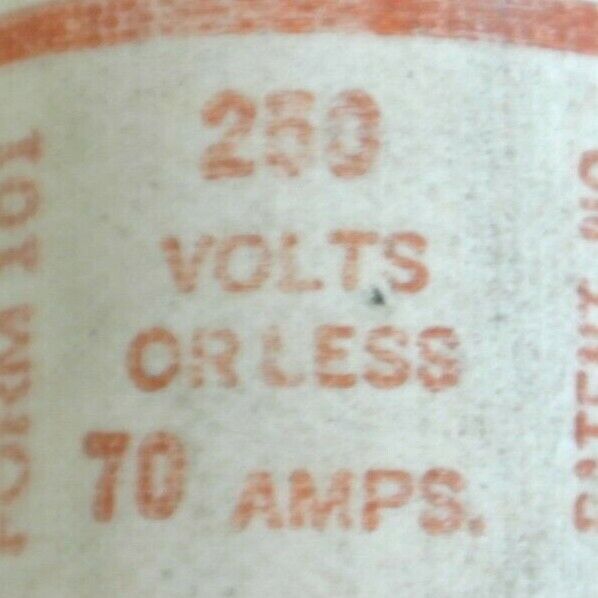 250
VOLTS
OR LESS
70 AMPS.
FORM 101